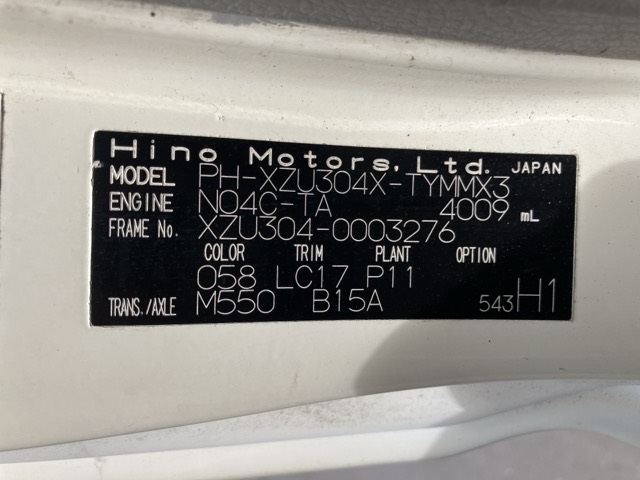 Hino Motors, Ltd. JAPAN
MODEL PH-XZU304X-TYMMX3
ENGINE N04C-TA 4009 mL
FRAME No. XZU304-0003276
COLOR TRIM PLANT OPTION
058 LC17 P11
TRANS./AXLE M550 B15A 543H1